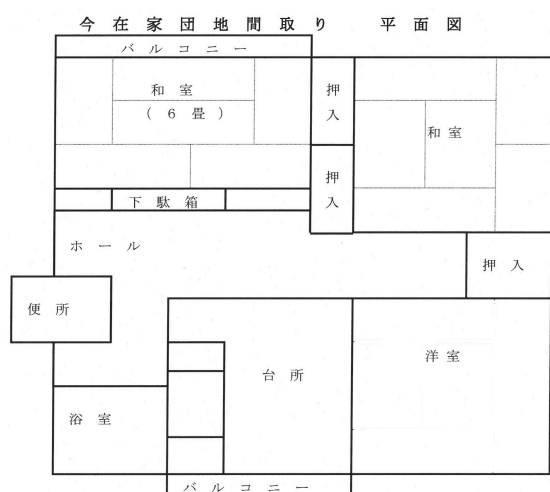 今在家団地間取り 平面図
バルコニー
和室
(6畳)
押入
和室
押入
下駄箱
ホール
押入
便所
洋室
台所
浴室
バルコニー